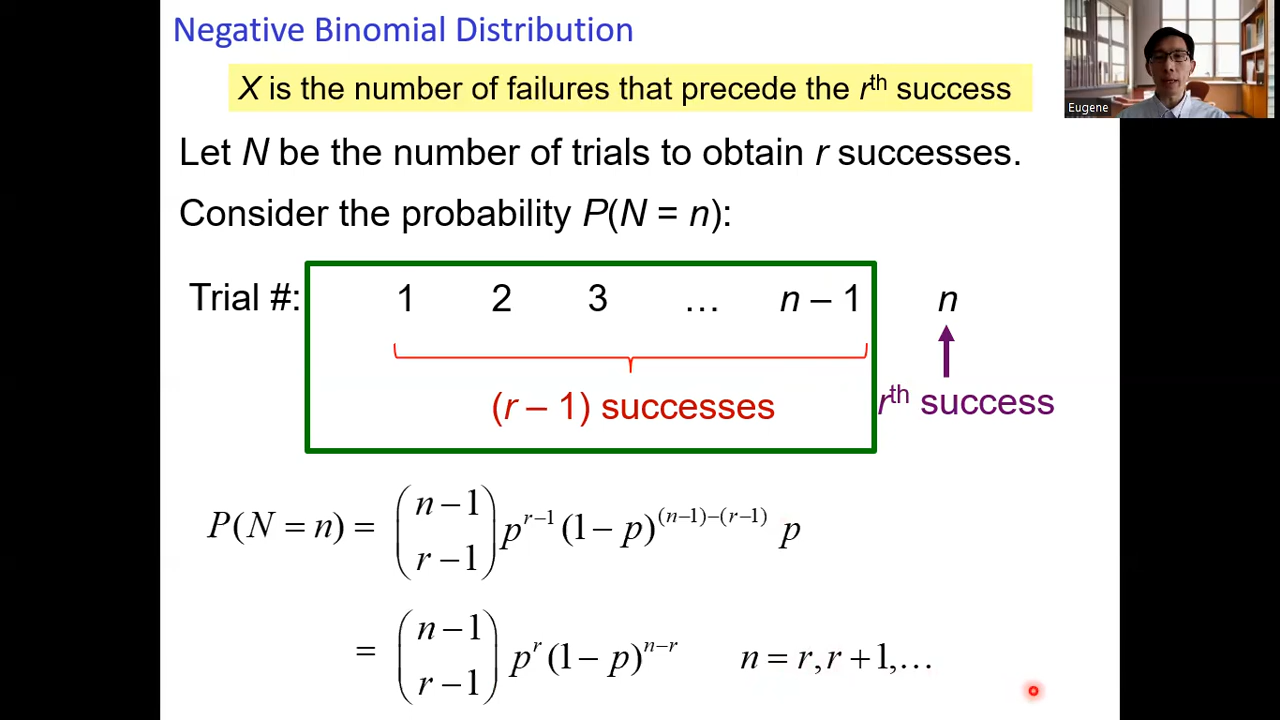 Negative Binomial Distribution
X is the number of failures that precede the rth success
Eugene
Let N be the number of trials to obtain r successes.
Consider the probability P(N = n):
Trial #: 1 2 3 … n – 1 n
(r – 1) successes
rth success
P(N = n) = (n−1 r−1) p^{r−1} (1− p)^{(n−1)−(r−1)} p
= (n−1 r−1) p^r (1− p)^{n−r} n = r, r +1,…